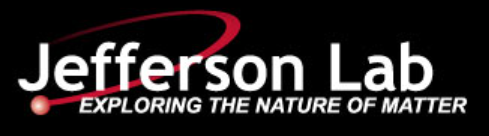 Jefferson Lab
EXPLORING THE NATURE OF MATTER